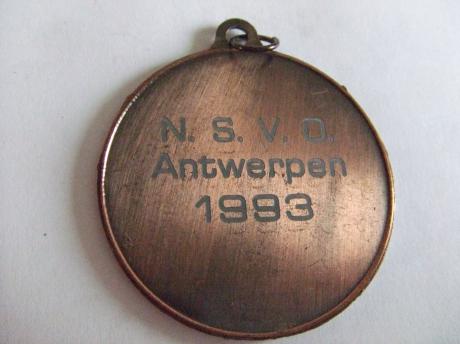 N. S. V. O.
Antwerpen
1993